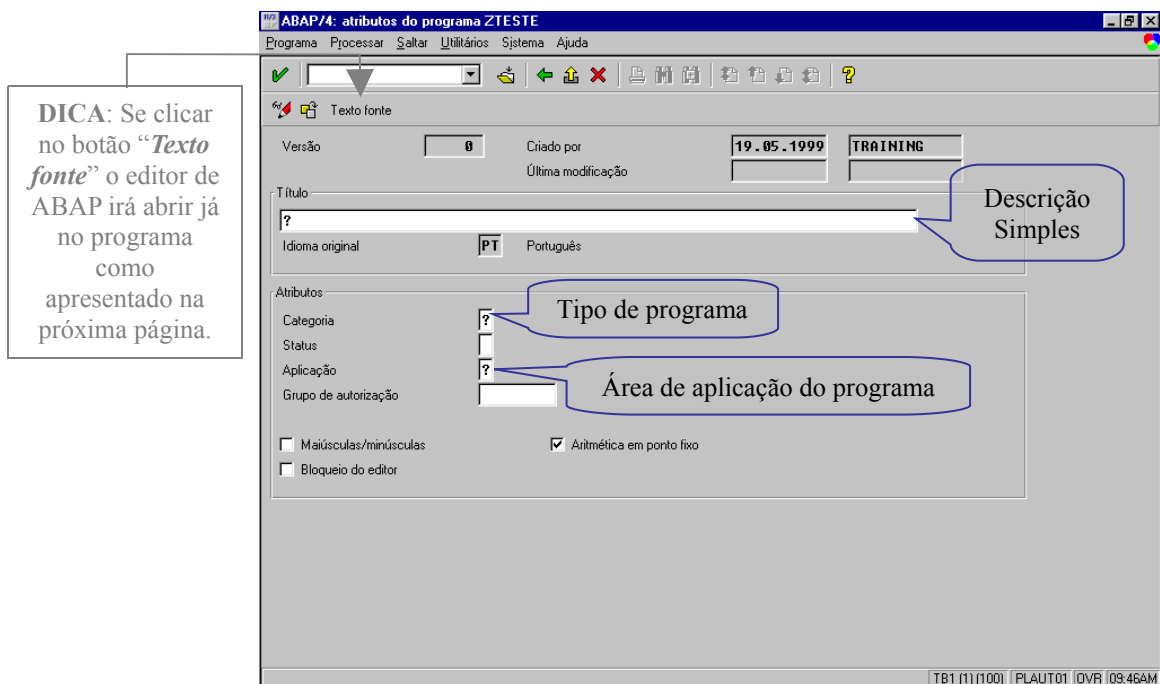 ABAP/4: atributos do programa ZTESTE
Programa Processar Saltar Utilitários Sistema Ajuda
Texto fonte
DICA: Se clicar
no botão “Texto
fonte” o editor de
ABAP irá abrir já
no programa
como
apresentado na
próxima página.
Versão 0 Criado por 19.05.1999 TRAINING
Última modificação
Título
?
Descrição
Simples
Idioma original PT Português
Atributos
Categoria ?
Tipo de programa
Status
Aplicação ?
Área de aplicação do programa
Grupo de autorização
Maiúsculas/minúsculas Aritmética em ponto fixo
Bloqueio do editor
TB1 (1) (100) PLAUT01 OVR 09:46AM